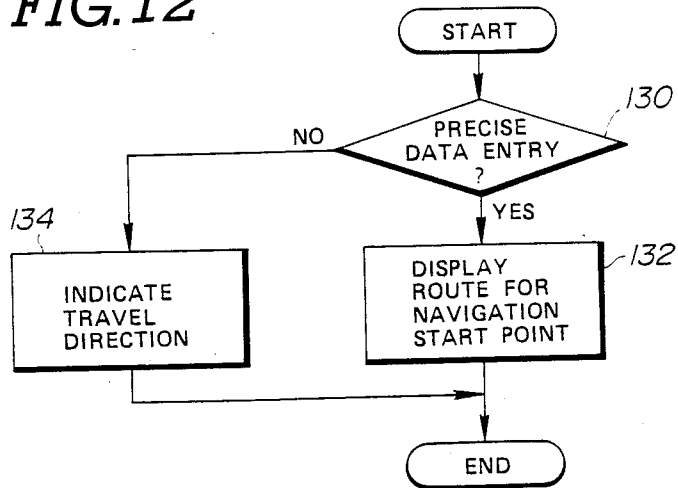 FIG. 12
START
130
PRECISE
DATA ENTRY
?
NO
YES
134
INDICATE
TRAVEL
DIRECTION
132
DISPLAY
ROUTE FOR
NAVIGATION
START POINT
END